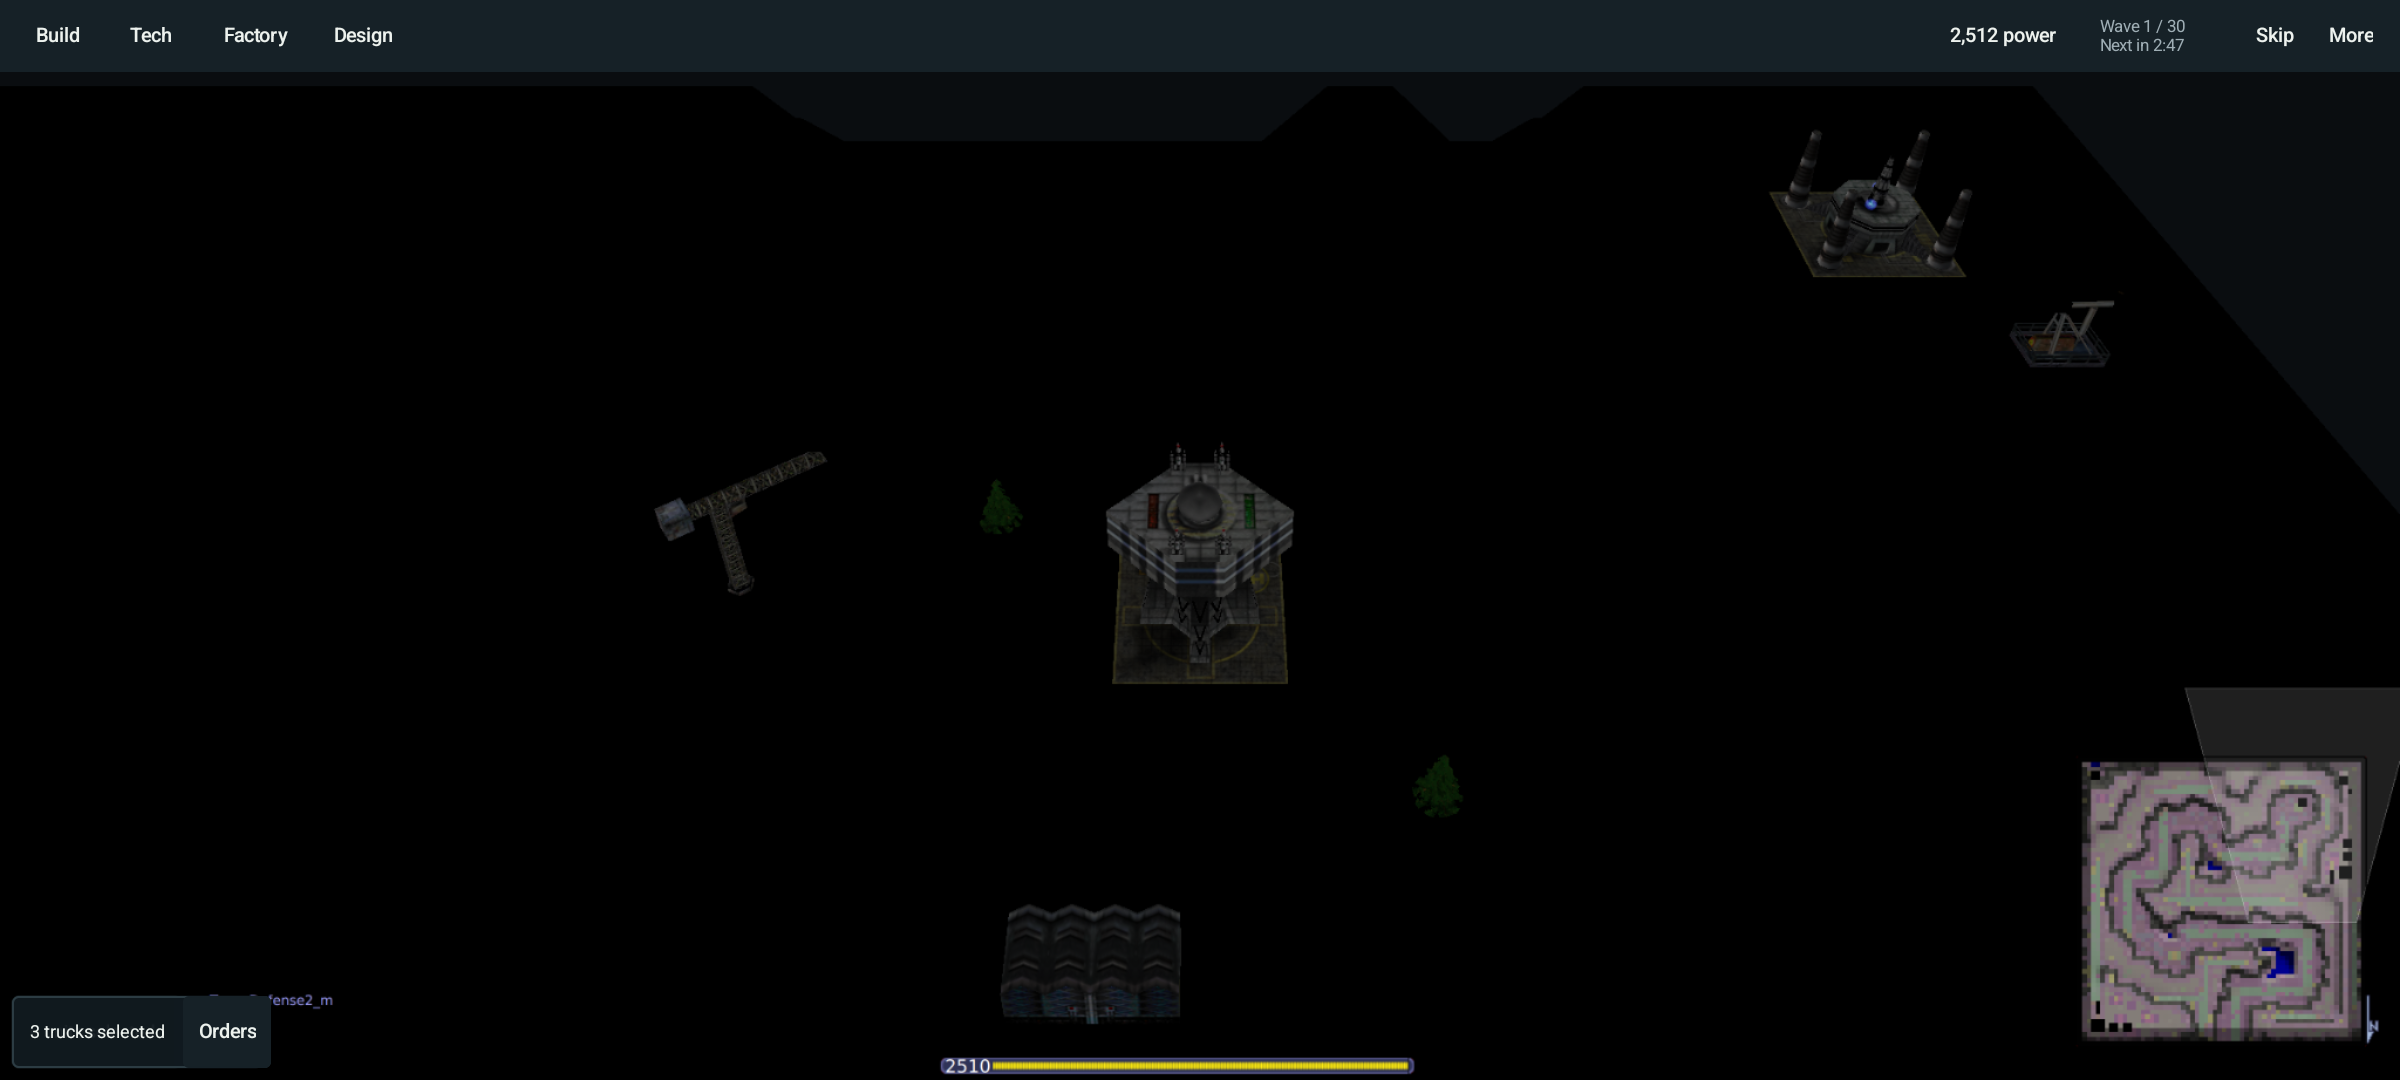 Build
Tech
Factory
Design
2,512 power
Wave 1 / 30
Next in 2:47
Skip
More
fense2_m
3 trucks selected
Orders
2510
N